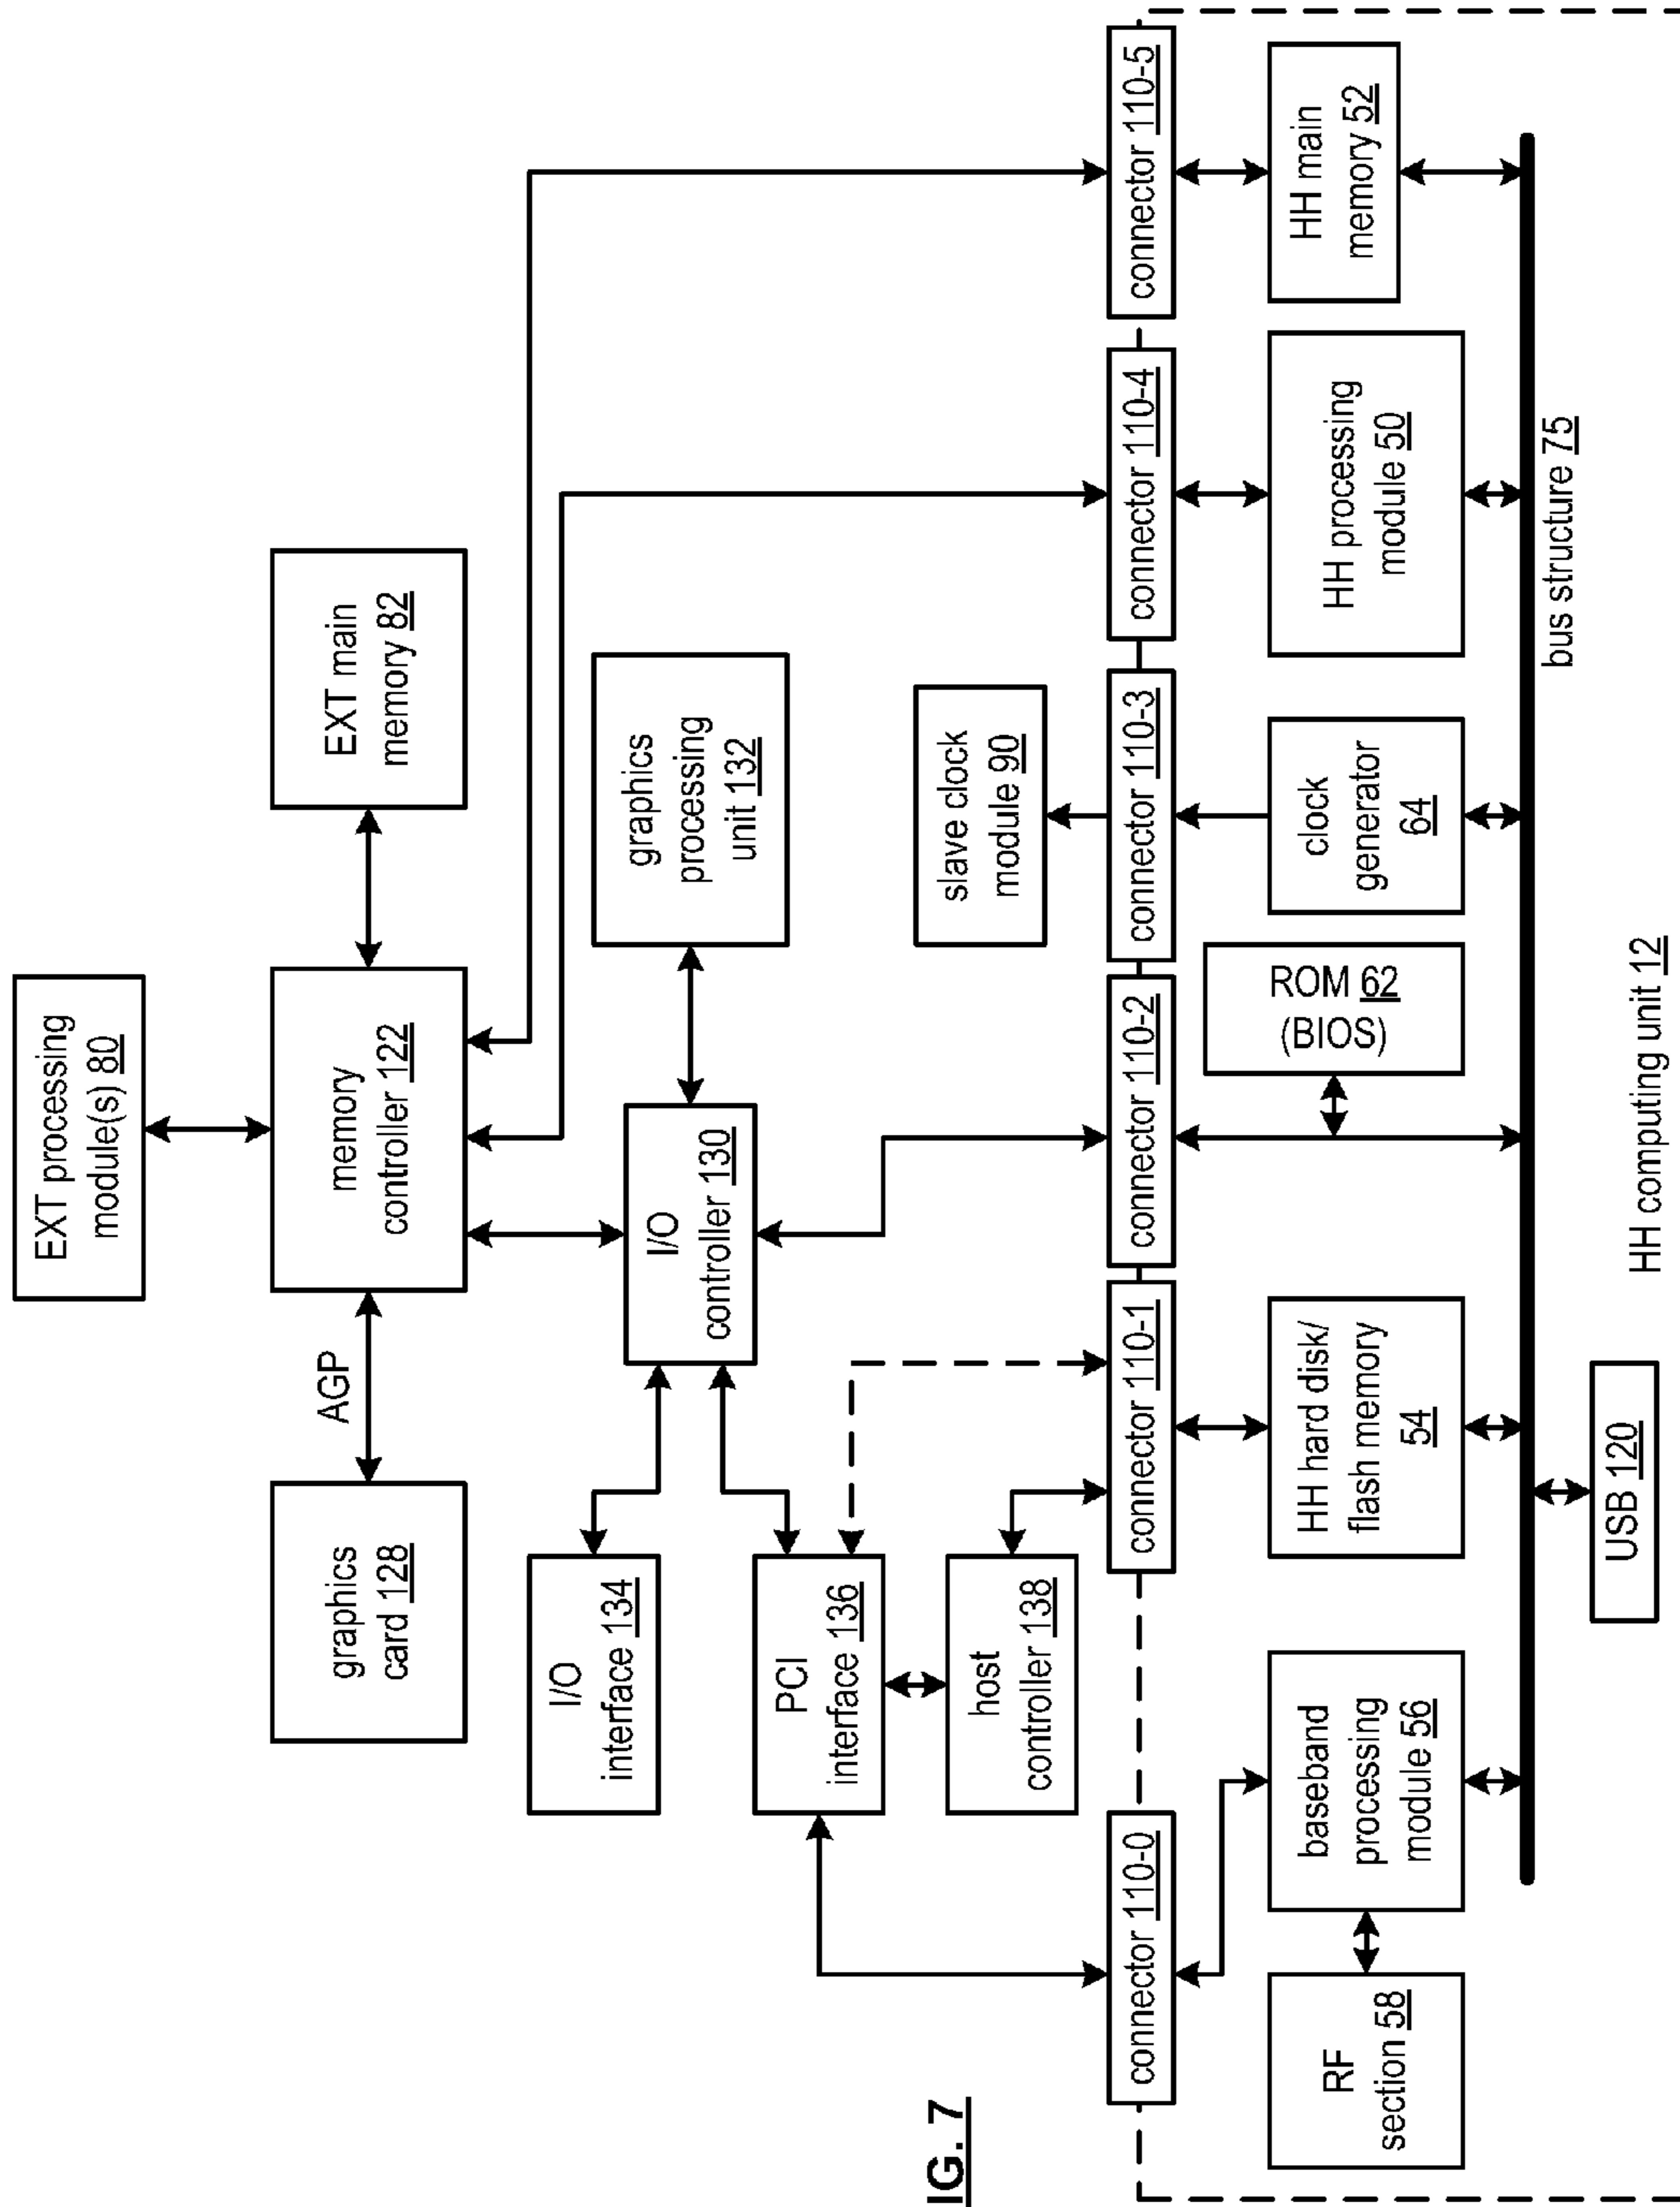 EXT processing
module(s) 80
graphics
card 128
AGP
memory
controller 122
EXT main
memory 82
I/O
interface 134
I/O
controller 130
graphics
processing
unit 132
PCI
interface 136
host
controller 138
slave clock
module 90
IG. 7
connector 110-0
connector 110-1
connector 110-2
connector 110-3
connector 110-4
connector 110-5
RF
section 58
baseband
processing
module 56
HH hard disk/
flash memory
54
ROM 62
(BIOS)
clock
generator
64
HH processing
module 50
HH main
memory 52
bus structure 75
USB 120
HH computing unit 12